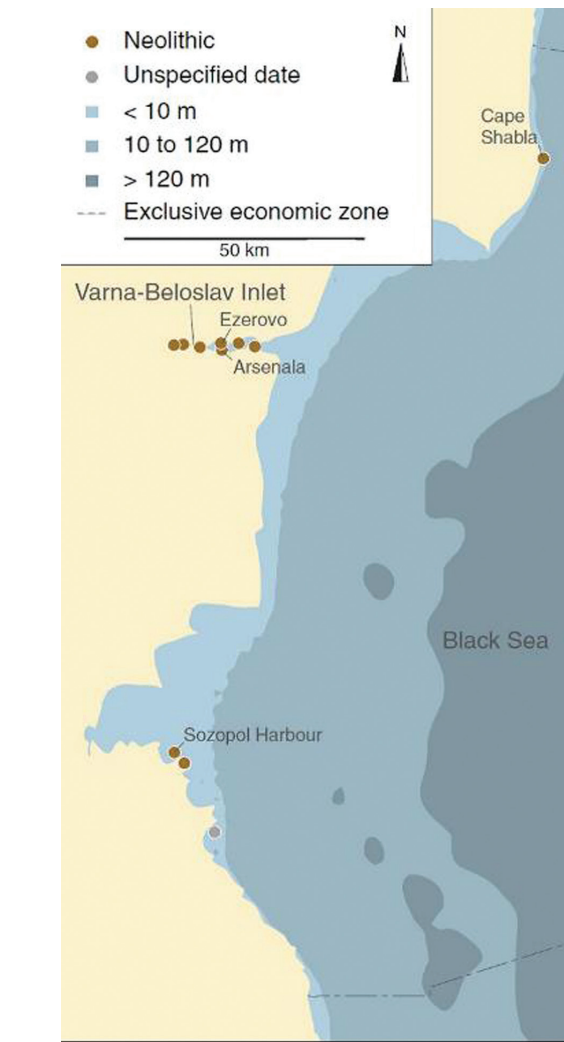 Neolithic
Unspecified date
< 10 m
10 to 120 m
> 120 m
Exclusive economic zone
50 km
N
Cape
Shabla
Varna-Beloslav Inlet
Ezerovo
Arsenala
Black Sea
Sozopol Harbour